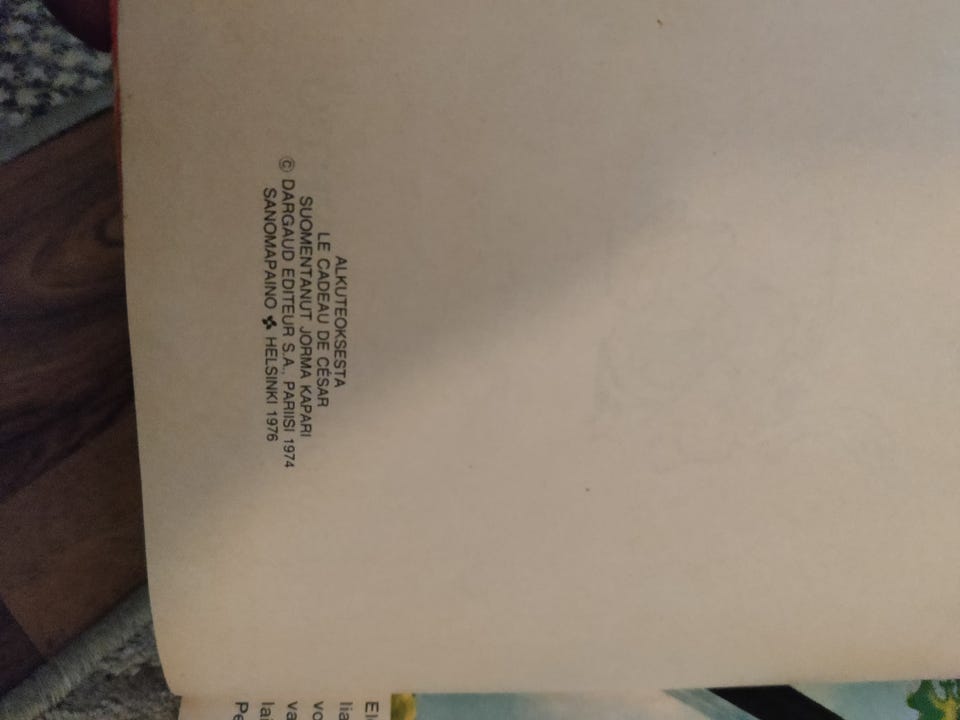 ALKUTEOKSESTA
LE CADEAU DE CÉSAR
SUOMENTANUT JORMA KAPARI
© DARGAUD EDITEUR S.A., PARIISI 1974
SANOMAPAINO HELSINKI 1976